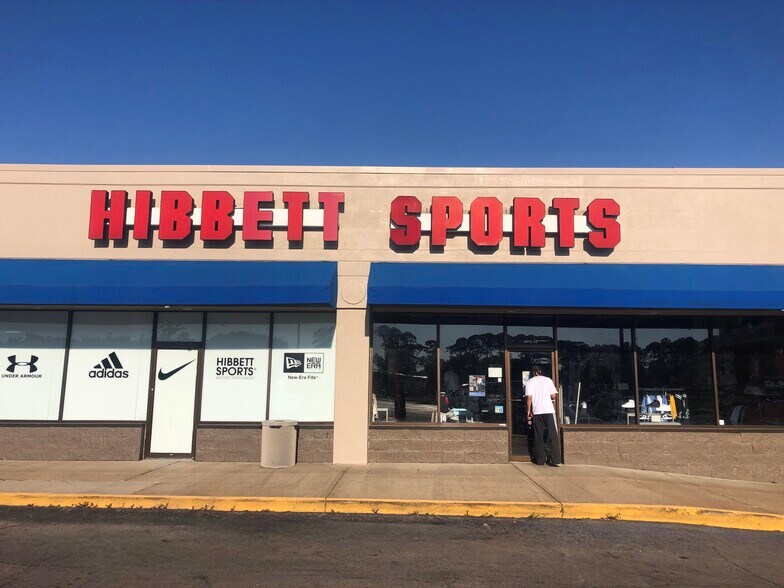 HIBBETT SPORTS
UNDER ARMOUR
adidas
HIBBETT
SPORTS
NEW
ERA
New Era Fits